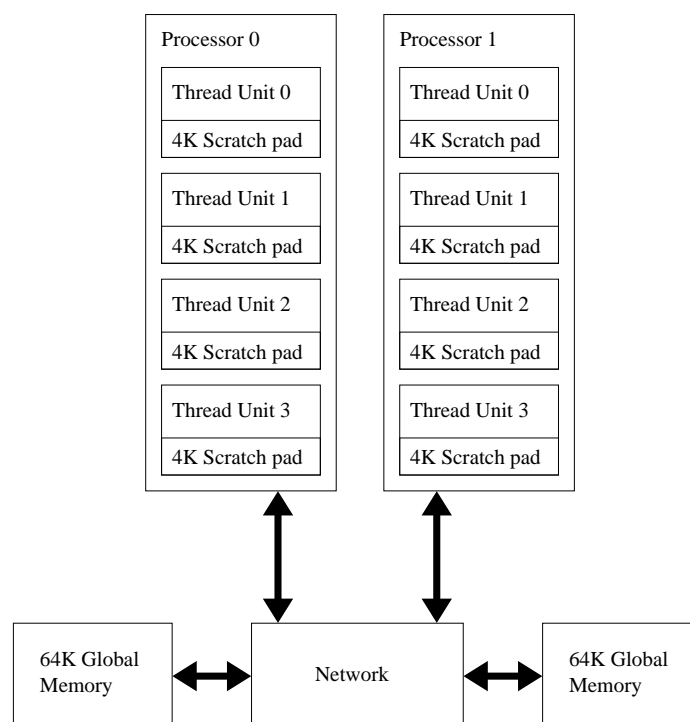 Processor 0
Thread Unit 0
4K Scratch pad
Thread Unit 1
4K Scratch pad
Thread Unit 2
4K Scratch pad
Thread Unit 3
4K Scratch pad
Processor 1
Thread Unit 0
4K Scratch pad
Thread Unit 1
4K Scratch pad
Thread Unit 2
4K Scratch pad
Thread Unit 3
4K Scratch pad
64K Global
Memory
Network
64K Global
Memory